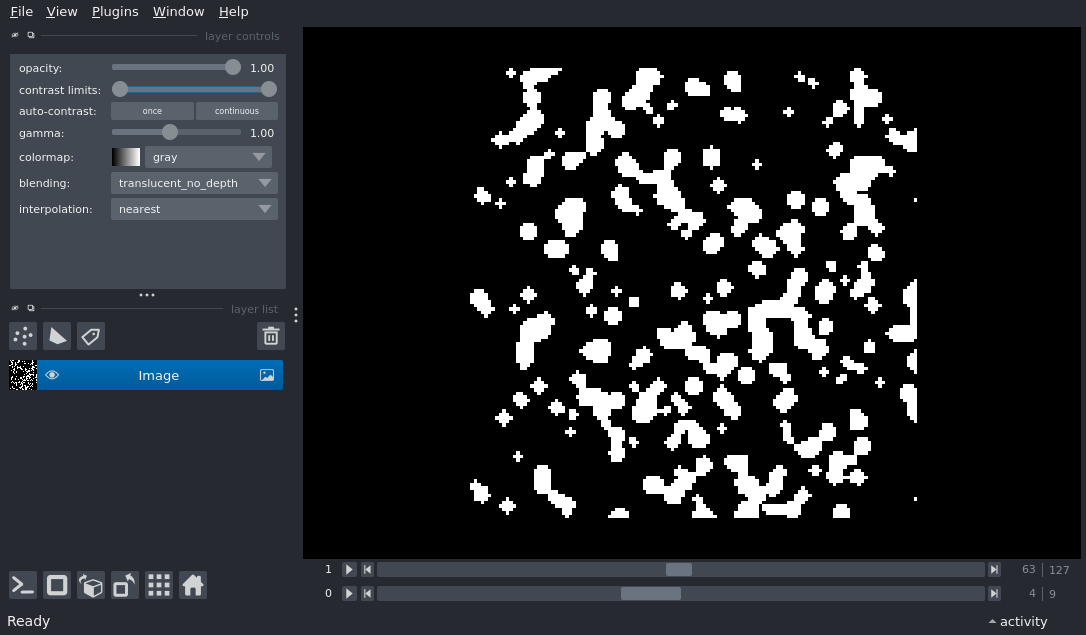 File View Plugins Window Help
layer controls
opacity: 1.00
contrast limits:
auto-contrast: once continuous
gamma: 1.00
colormap: gray
blending: translucent_no_depth
interpolation: nearest
layer list
Image
1 63 127
0 4 9
Ready activity